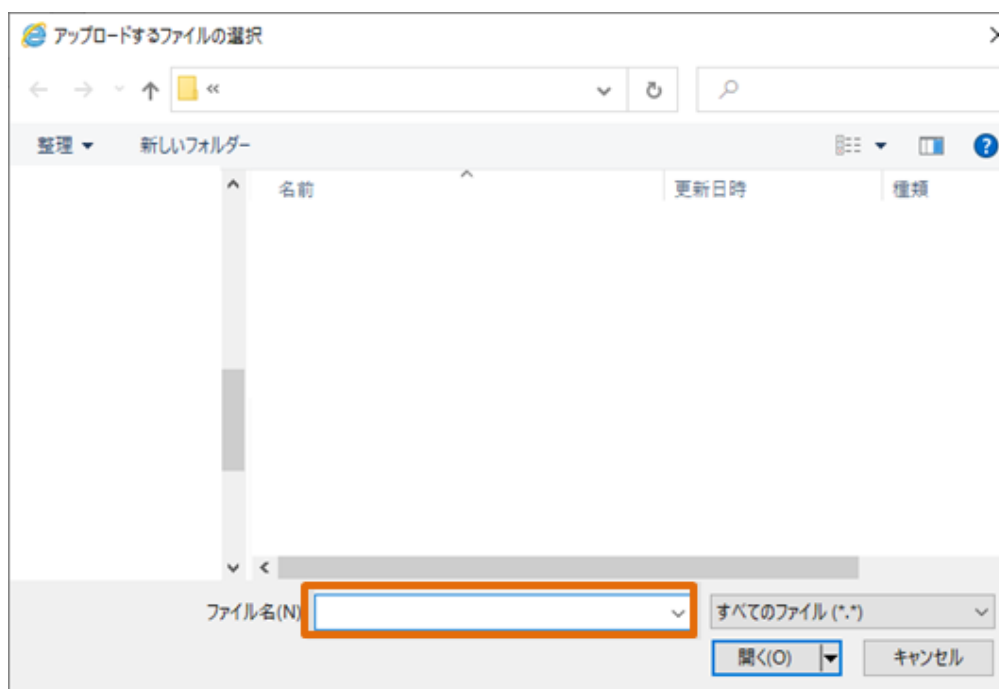 アップロードするファイルの選択
«
整理 新しいフォルダー ?
名前 更新日時 種類
ファイル名(N) すべてのファイル (*.*)
開く(O) キャンセル